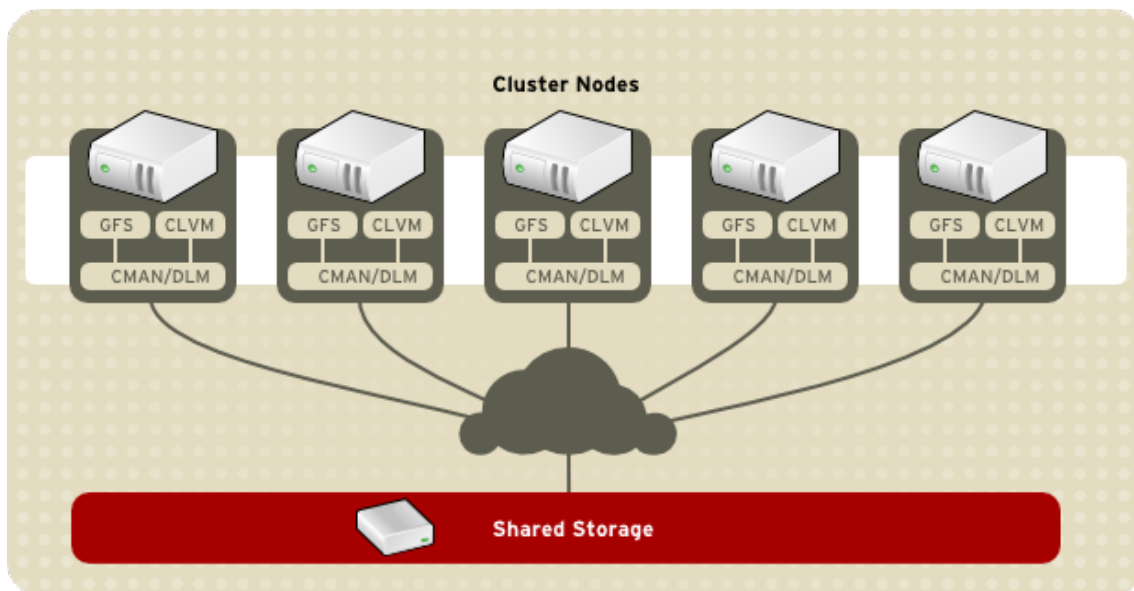 Cluster Nodes
GFS CLVM GFS CLVM GFS CLVM GFS CLVM GFS CLVM
CMAN/DLM CMAN/DLM CMAN/DLM CMAN/DLM CMAN/DLM
Shared Storage